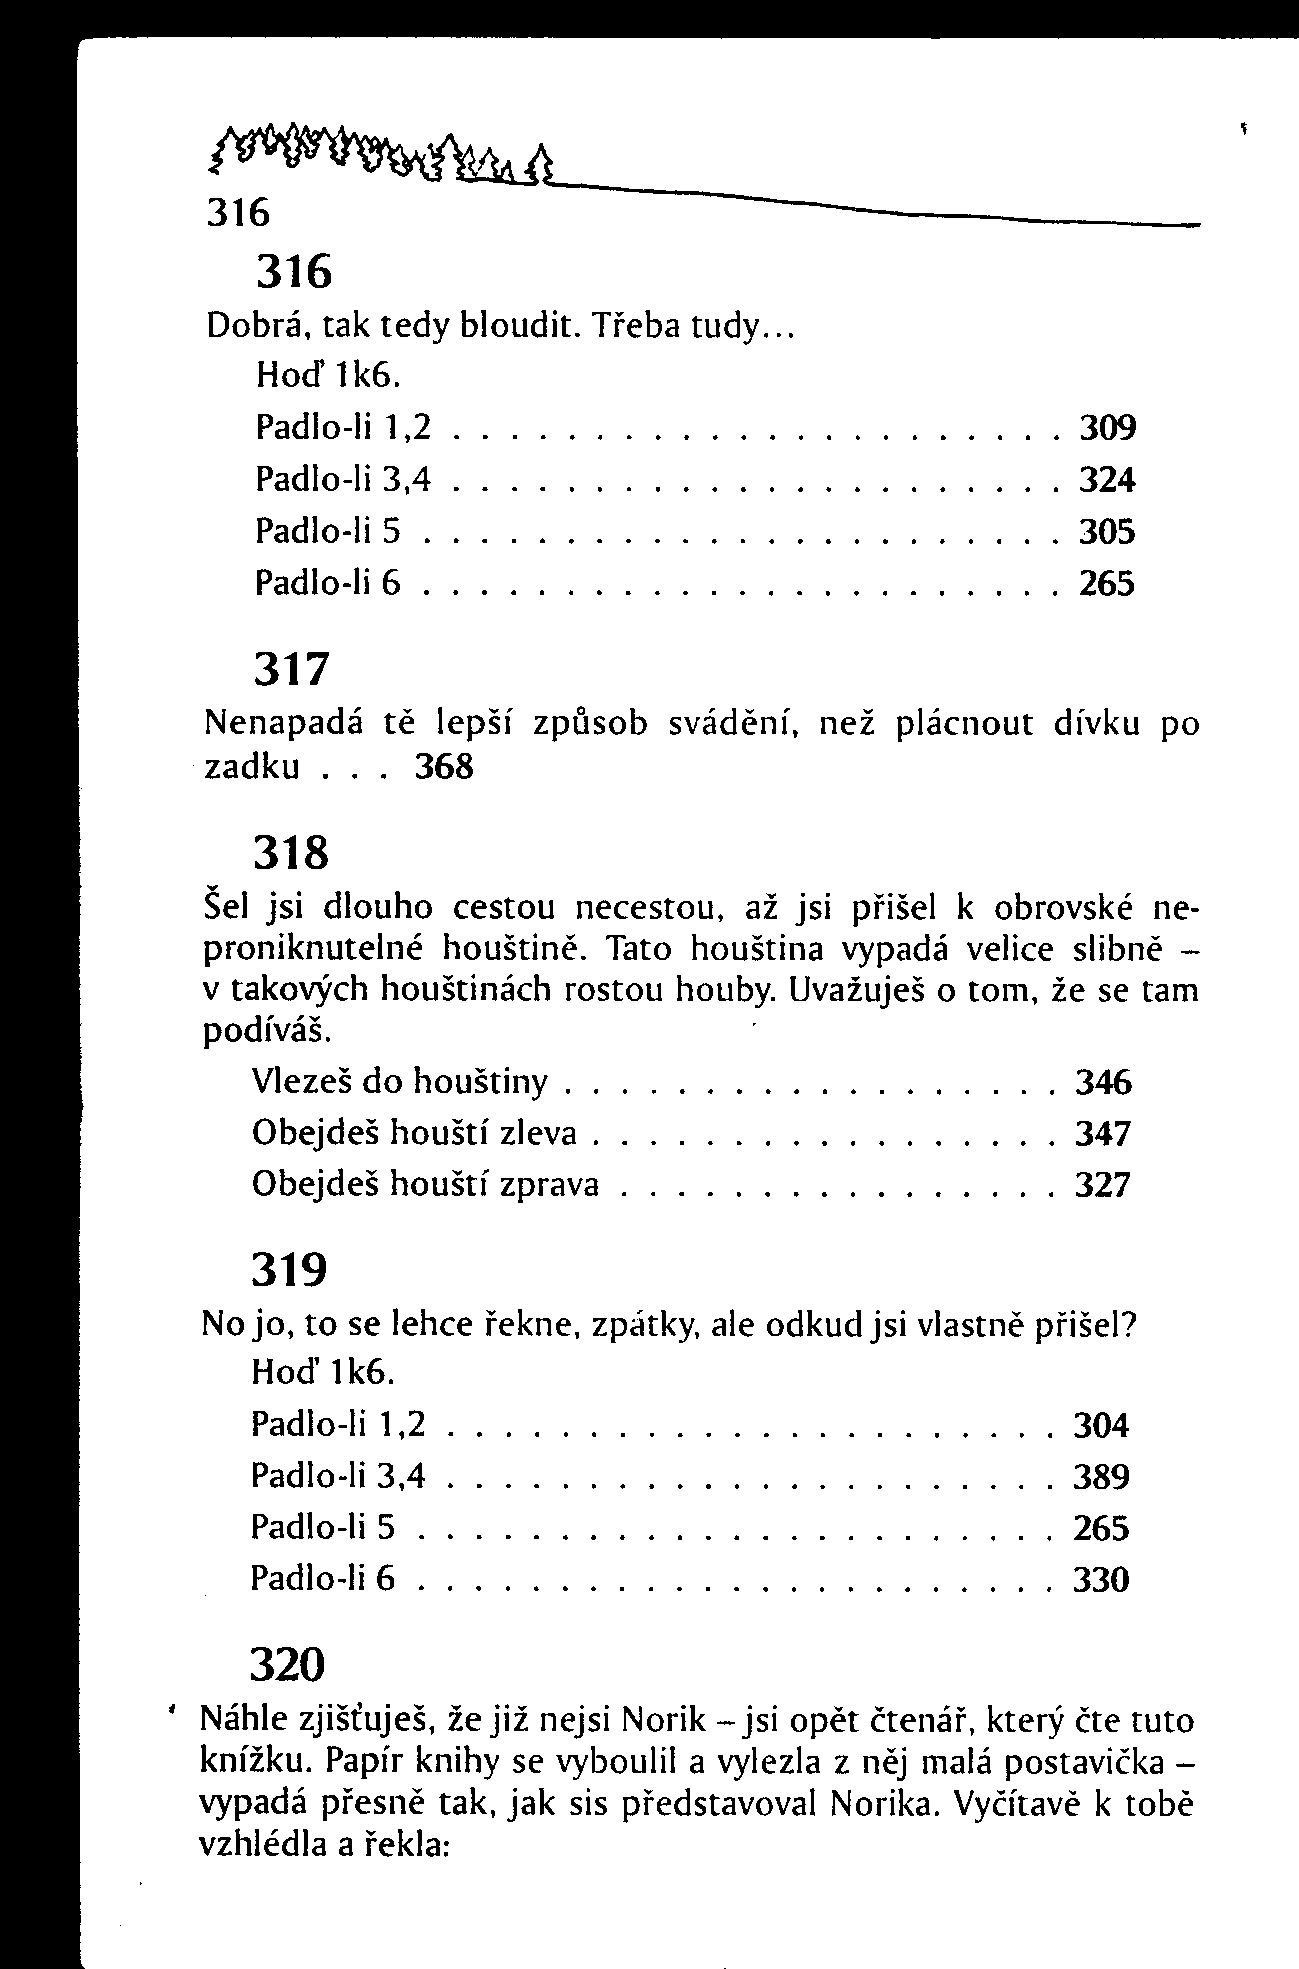 316
316
Dobrá, tak tedy bloudit. Třeba tudy...
Hoď 1k6.
Padlo-li 1,2 . . . . . . . . . . . . . . . . . . . . . . 309
Padlo-li 3,4 . . . . . . . . . . . . . . . . . . . . . . 324
Padlo-li 5 . . . . . . . . . . . . . . . . . . . . . . . 305
Padlo-li 6 . . . . . . . . . . . . . . . . . . . . . . . 265
317
Nenapadá tě lepší způsob svádění, než plácnout dívku po
zadku . . . 368
318
Šel jsi dlouho cestou necestou, až jsi přišel k obrovské ne-
proniknutelné houštině. Tato houština vypadá velice slibně –
v takových houštinách rostou houby. Uvažuješ o tom, že se tam
podíváš.
Vlezeš do houštiny . . . . . . . . . . . . . . . . . . 346
Obejdeš houští zleva . . . . . . . . . . . . . . . . . 347
Obejdeš houští zprava . . . . . . . . . . . . . . . . 327
319
No jo, to se lehce řekne, zpátky, ale odkud jsi vlastně přišel?
Hoď 1k6.
Padlo-li 1,2 . . . . . . . . . . . . . . . . . . . . . . 304
Padlo-li 3,4 . . . . . . . . . . . . . . . . . . . . . . 389
Padlo-li 5 . . . . . . . . . . . . . . . . . . . . . . . 265
Padlo-li 6 . . . . . . . . . . . . . . . . . . . . . . . 330
320
Náhle zjišťuješ, že již nejsi Norik – jsi opět čtenář, který čte tuto
knížku. Papír knihy se vyboulil a vylezla z něj malá postavička –
vypadá přesně tak, jak sis představoval Norika. Vyčítavě k tobě
vzhlédla a řekla: